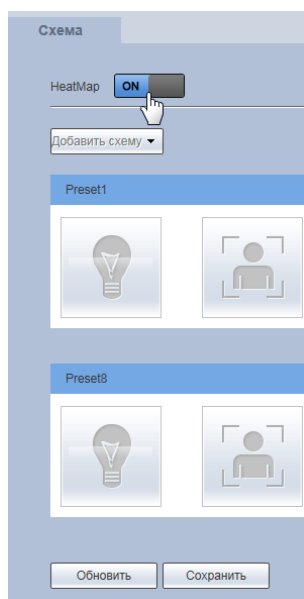 Схема
HeatMap ON
Добавить схему
Preset1
Preset8
Обновить Сохранить